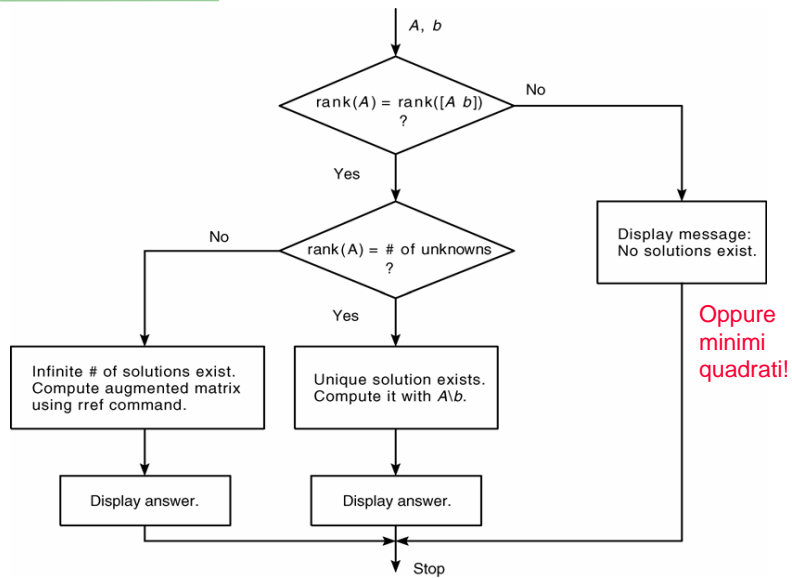 A, b
rank(A) = rank([A b])
?
No
Yes
Display message:
No solutions exist.
No
rank(A) = # of unknowns
?
Yes
Oppure
minimi
quadrati!
Infinite # of solutions exist.
Compute augmented matrix
using rref command.
Unique solution exists.
Compute it with A\b.
Display answer.
Display answer.
Stop